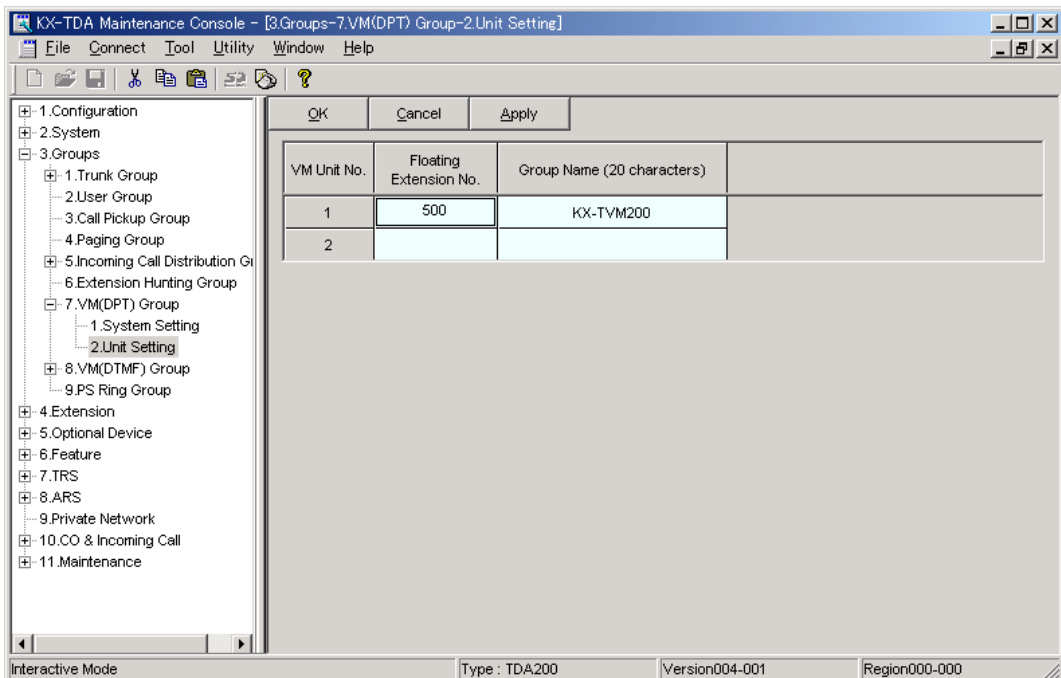 KX-TDA Maintenance Console - [3.Groups-7.VM(DPT) Group-2.Unit Setting]
File Connect Tool Utility Window Help
1.Configuration
2.System
3.Groups
1.Trunk Group
2.User Group
3.Call Pickup Group
4.Paging Group
5.Incoming Call Distribution Gr
6.Extension Hunting Group
7.VM(DPT) Group
1.System Setting
2.Unit Setting
8.VM(DTMF) Group
9.PS Ring Group
4.Extension
5.Optional Device
6.Feature
7.TRS
8.ARS
9.Private Network
10.CO & Incoming Call
11.Maintenance
OK Cancel Apply
VM Unit No. Floating Extension No. Group Name (20 characters)
1 500 KX-TVM200
2
Interactive Mode Type : TDA200 Version004-001 Region000-000